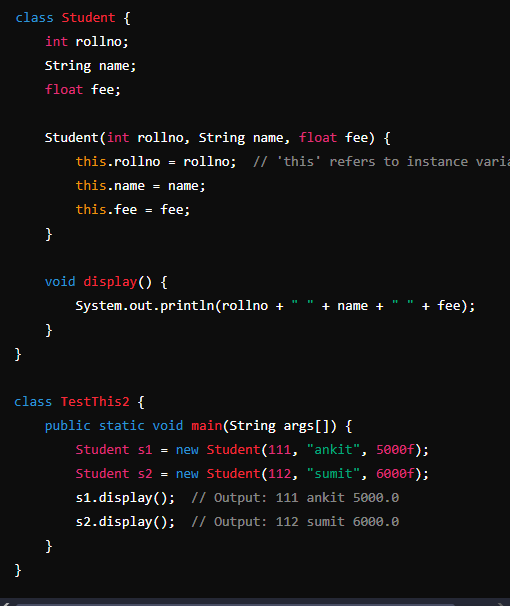 class Student {
    int rollno;
    String name;
    float fee;

    Student(int rollno, String name, float fee) {
        this.rollno = rollno;  // 'this' refers to instance
        this.name = name;
        this.fee = fee;
    }

    void display() {
        System.out.println(rollno + " " + name + " " + fee);
    }
}

class TestThis2 {
    public static void main(String args[]) {
        Student s1 = new Student(111, "ankit", 5000f);
        Student s2 = new Student(112, "sumit", 6000f);
        s1.display();  // Output: 111 ankit 5000.0
        s2.display();  // Output: 112 sumit 6000.0
    }
}